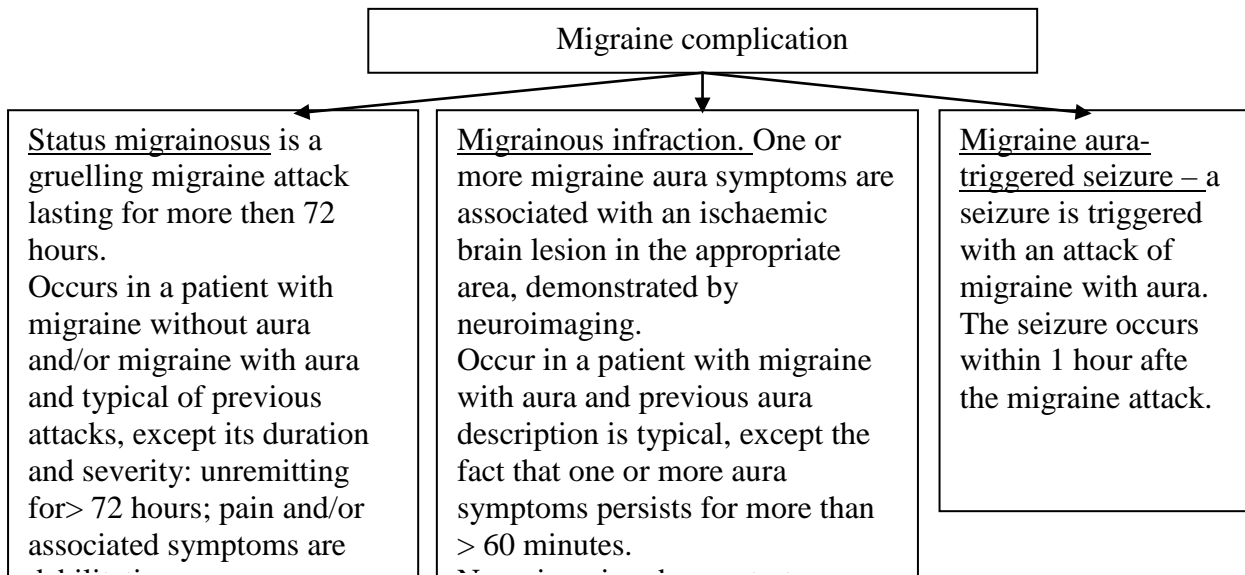 Migraine complication
Status migrainosus is a
gruelling migraine attack
lasting for more then 72
hours.
Occurs in a patient with
migraine without aura
and/or migraine with aura
and typical of previous
attacks, except its duration
and severity: unremitting
for> 72 hours; pain and/or
associated symptoms are
Migrainous infraction. One or
more migraine aura symptoms are
associated with an ischaemic
brain lesion in the appropriate
area, demonstrated by
neuroimaging.
Occur in a patient with migraine
with aura and previous aura
description is typical, except the
fact that one or more aura
symptoms persists for more than
> 60 minutes.
Migraine aura-
triggered seizure – a
seizure is triggered
with an attack of
migraine with aura.
The seizure occurs
within 1 hour afte
the migraine attack.